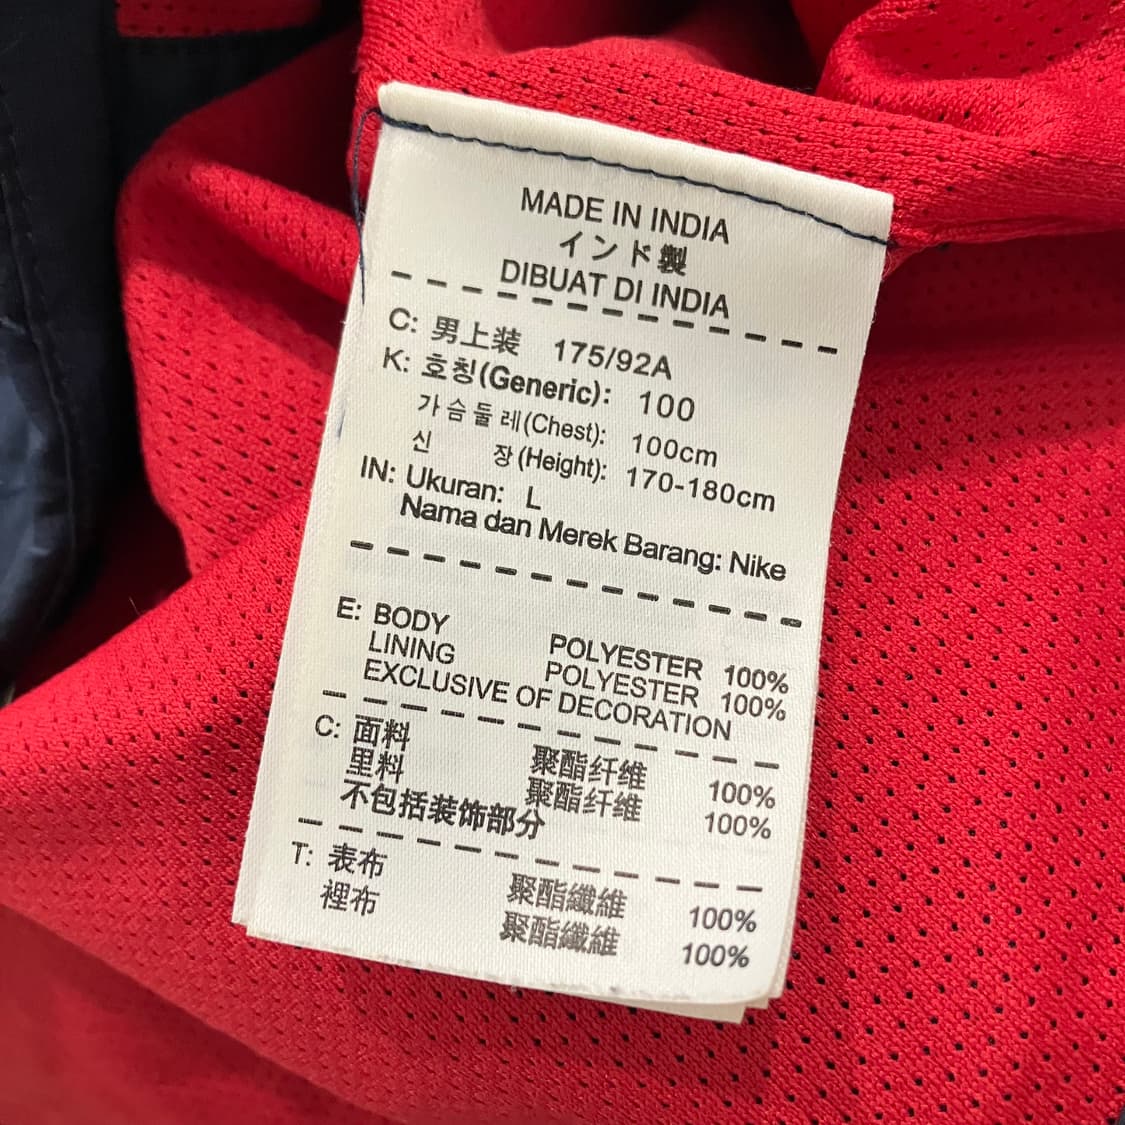 MADE IN INDIA
インド製
DIBUAT DI INDIA
C: 男上装 175/92A
K: 호칭(Generic): 100
가슴둘레(Chest): 100cm
신 장(Height): 170-180cm
IN: Ukuran: L
Nama dan Merek Barang: Nike
E: BODY POLYESTER 100%
LINING POLYESTER 100%
EXCLUSIVE OF DECORATION
C: 面料 聚酯纤维 100%
里料 聚酯纤维 100%
不包括装饰部分
T: 表布 聚酯纖維 100%
裡布 聚酯纖維 100%